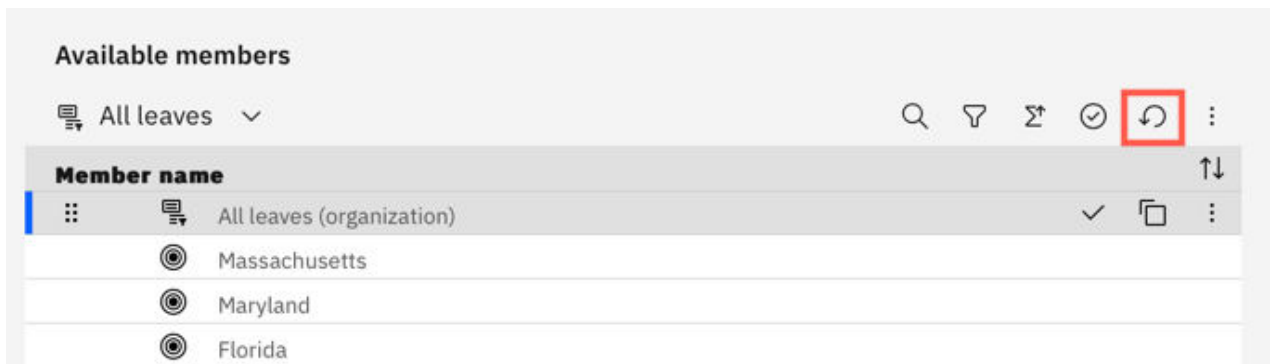 Available members
All leaves
Member name
All leaves (organization)
Massachusetts
Maryland
Florida